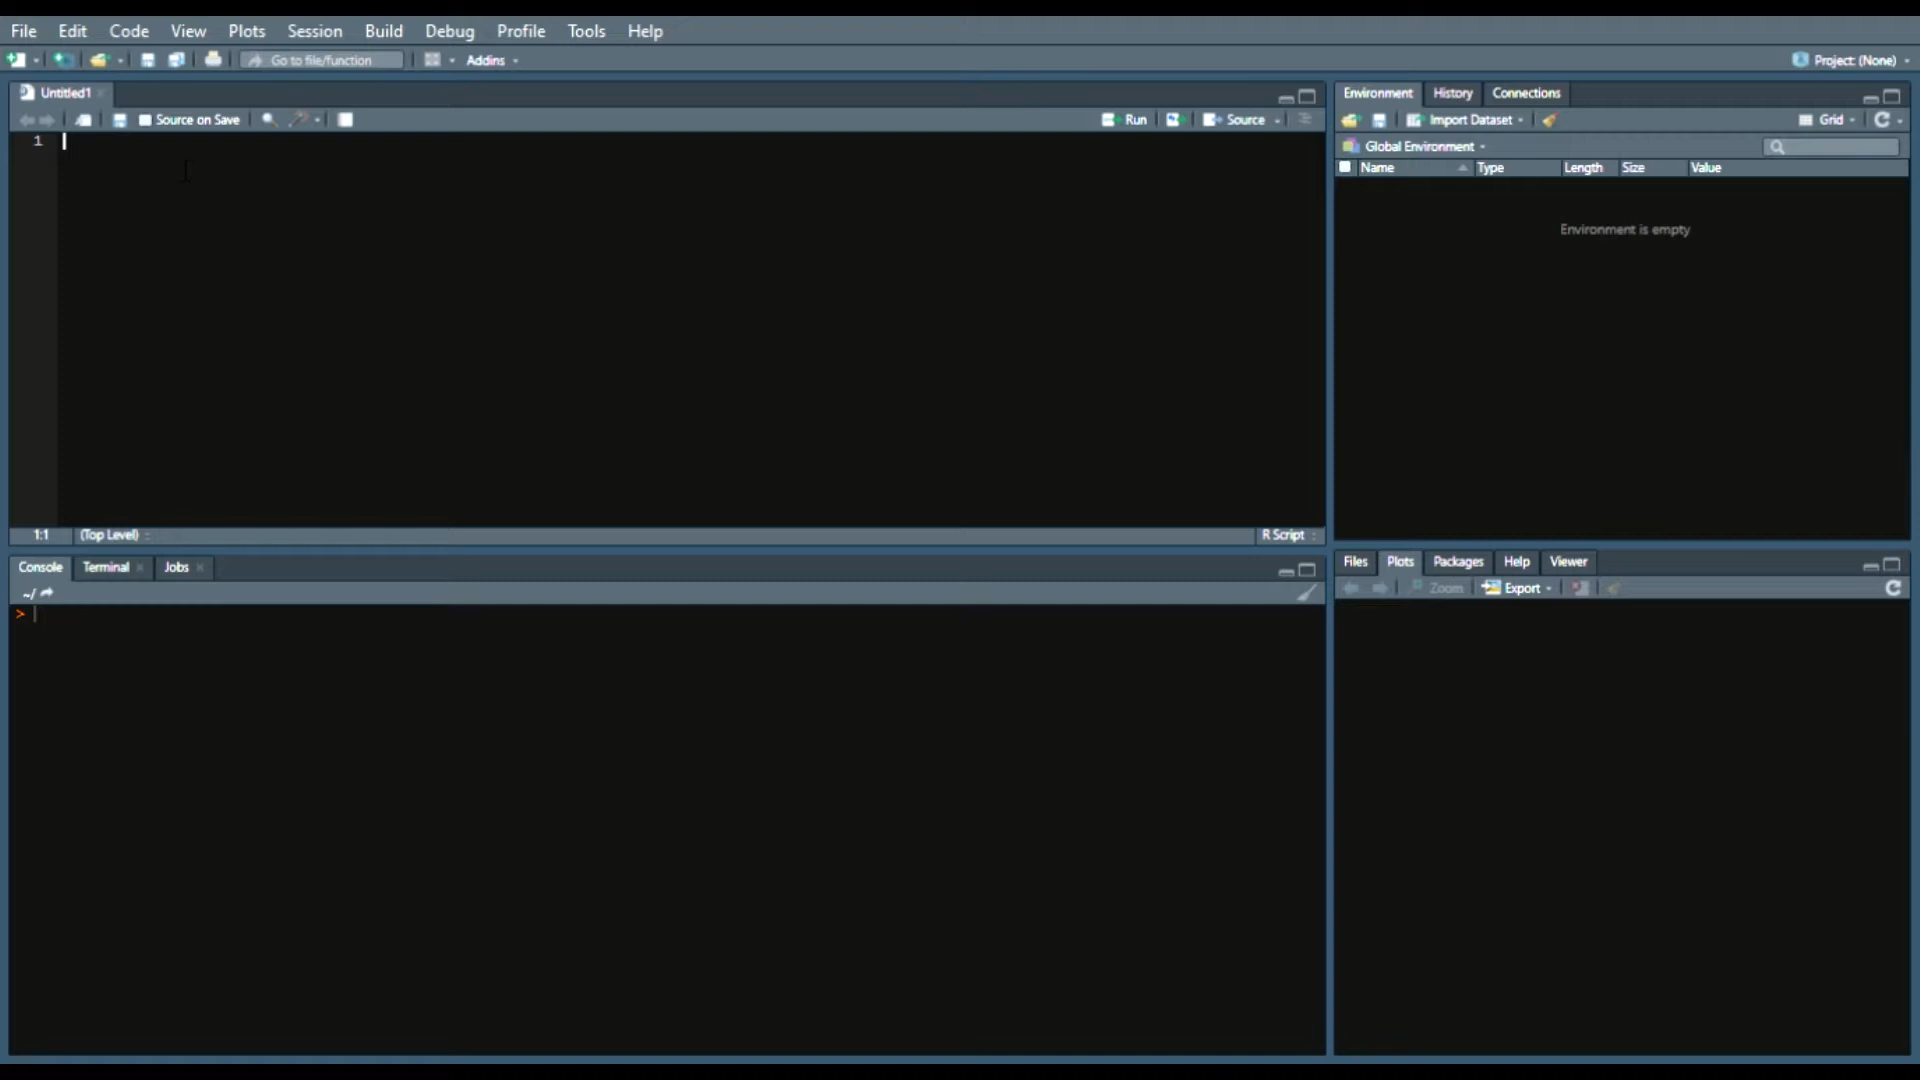 File Edit Code View Plots Session Build Debug Profile Tools Help
Go to file/function Addins Project: (None)
Untitled1
Source on Save Run Source
1
1:1 (Top Level) R Script
Console Terminal Jobs
~/
>
Environment History Connections
Import Dataset Grid
Global Environment
Name Type Length Size Value
Environment is empty
Files Plots Packages Help Viewer
Zoom Export